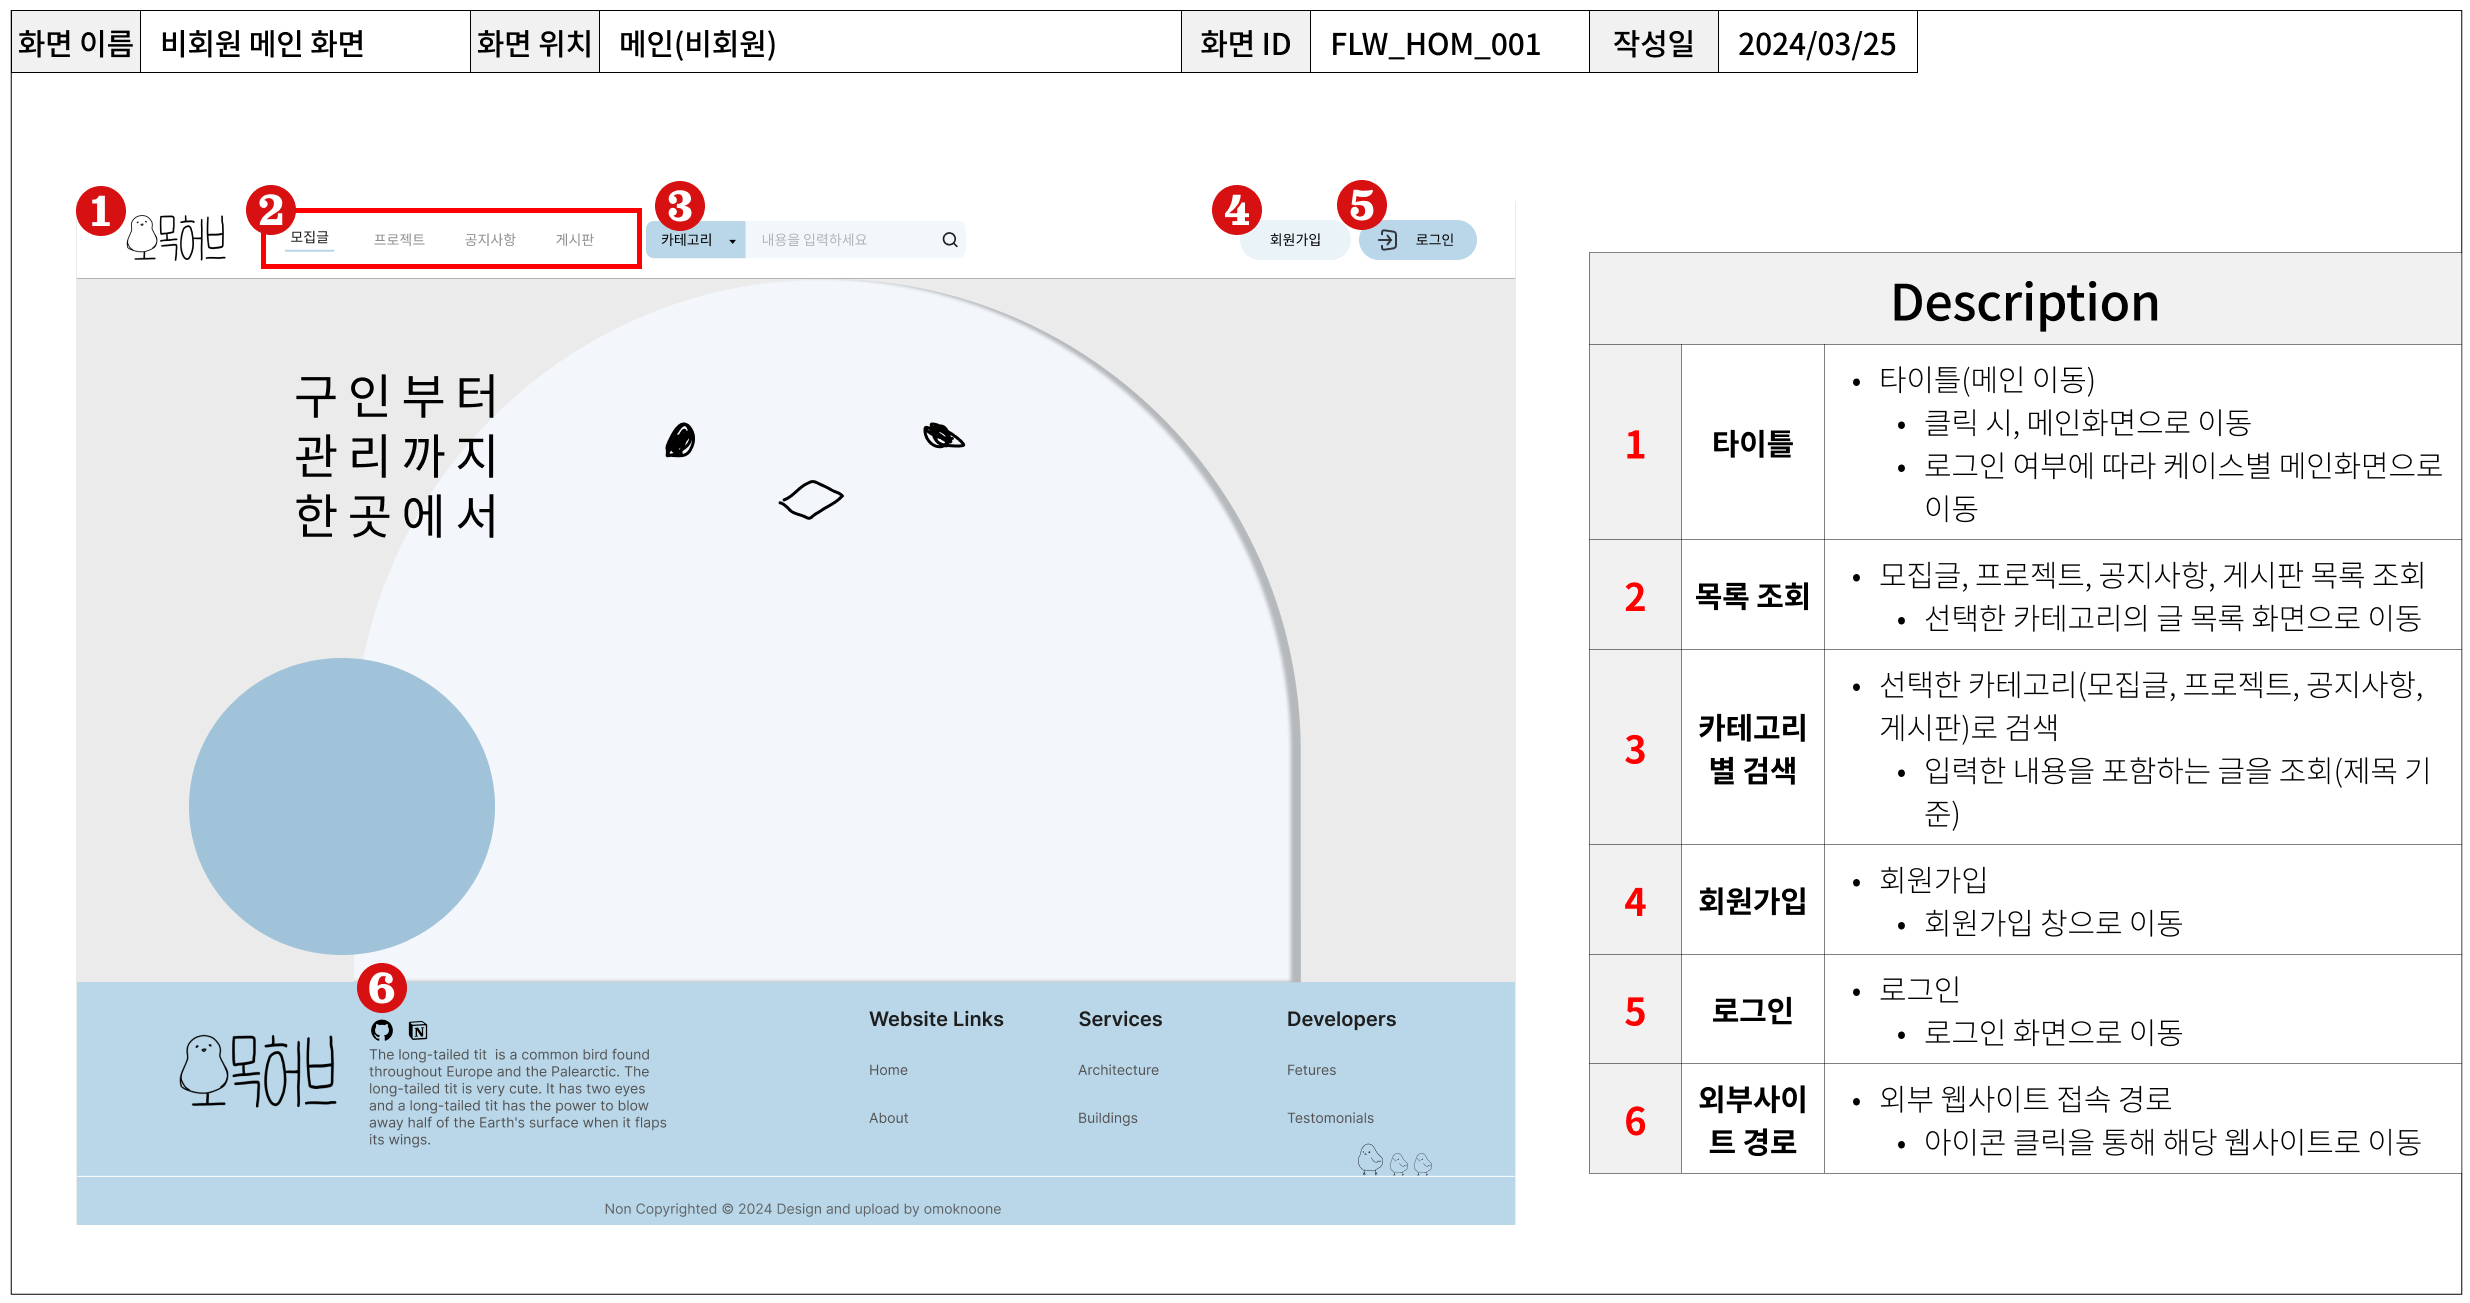 화면 이름 비회원 메인 화면 화면 위치 메인(비회원) 화면 ID FLW_HOM_001 작성일 2024/03/25
1 오목허브 2 모집글 프로젝트 공지사항 게시판 3 카테고리 내용을 입력하세요 4 회원가입 5 로그인
구인부터
관리까지
한곳에서
6
오목허브
The long-tailed tit is a common bird found
throughout Europe and the Palearctic. The
long-tailed tit is very cute. It has two eyes
and a long-tailed tit has the power to blow
away half of the Earth's surface when it flaps
its wings.
Website Links
Home
About
Services
Architecture
Buildings
Developers
Fetures
Testomonials
Non Copyrighted © 2024 Design and upload by omoknoone
Description
1 타이틀
• 타이틀(메인 이동)
• 클릭 시, 메인화면으로 이동
• 로그인 여부에 따라 케이스별 메인화면으로
이동
2 목록 조회
• 모집글, 프로젝트, 공지사항, 게시판 목록 조회
• 선택한 카테고리의 글 목록 화면으로 이동
3 카테고리
별 검색
• 선택한 카테고리(모집글, 프로젝트, 공지사항,
게시판)로 검색
• 입력한 내용을 포함하는 글을 조회(제목 기
준)
4 회원가입
• 회원가입
• 회원가입 창으로 이동
5 로그인
• 로그인
• 로그인 화면으로 이동
6 외부사이
트 경로
• 외부 웹사이트 접속 경로
• 아이콘 클릭을 통해 해당 웹사이트로 이동